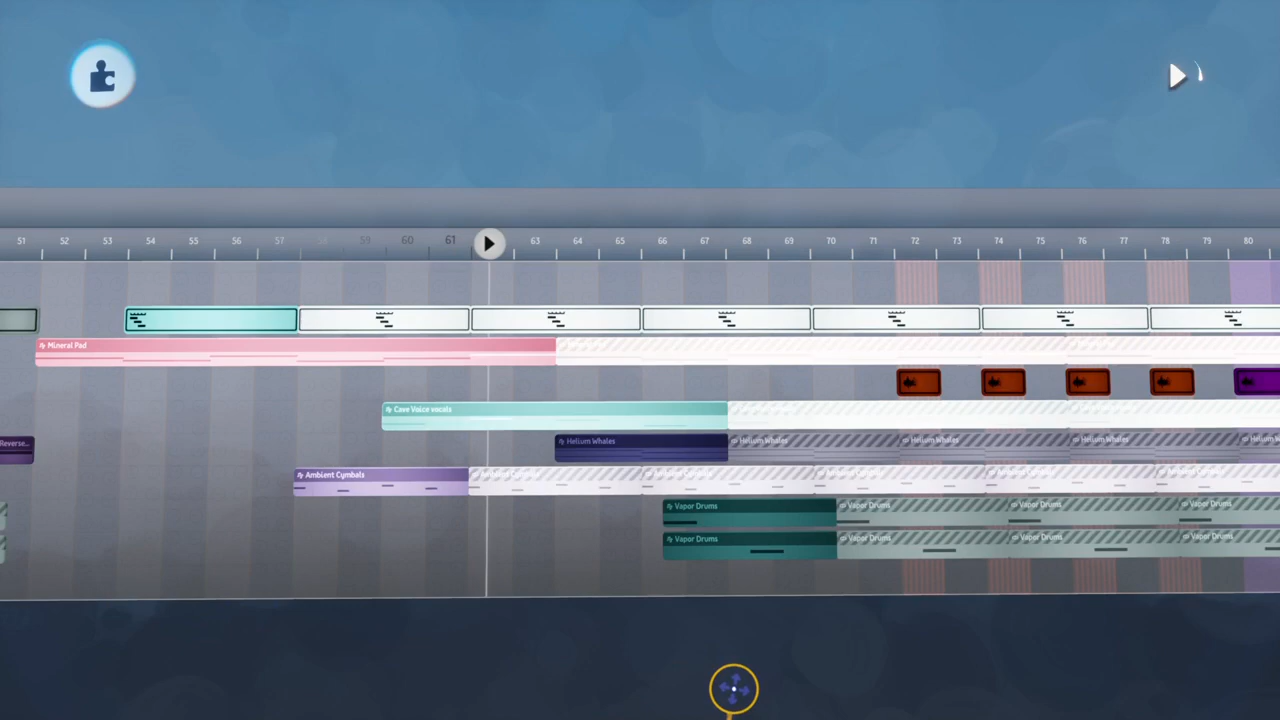 51 52 53 54 55 56 57 58 59 60 61 63 64 65 66 67 68 69 70 71 72 73 74 75 76 77 78 79 80
Mineral Pad
Cave Voice vocals
Reverse... Helium Whales Helium Whales Helium Whales Helium Whales Helium Wh
Ambient Cymbals
Vapor Drums Vapor Drums Vapor Drums Vapor Drums
Vapor Drums Vapor Drums Vapor Drums Vapor Drums